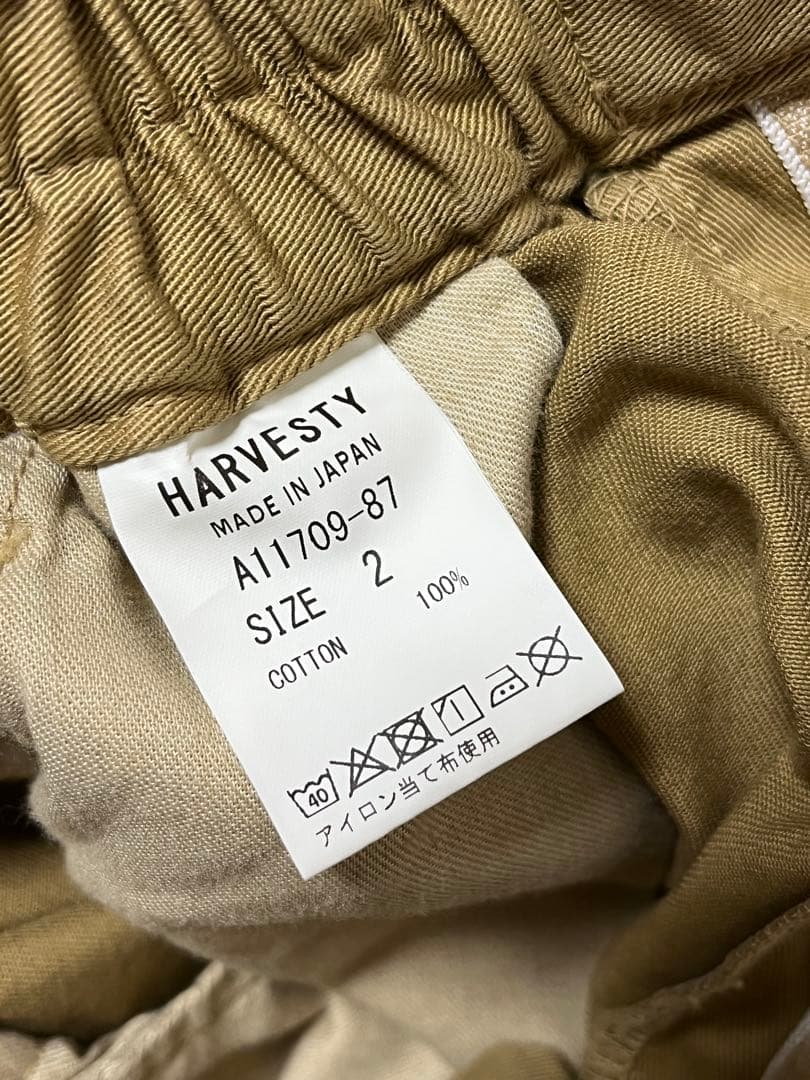 HARVESTY
MADE IN JAPAN
A11709-87
SIZE 2
COTTON 100%
40
アイロン当て布使用